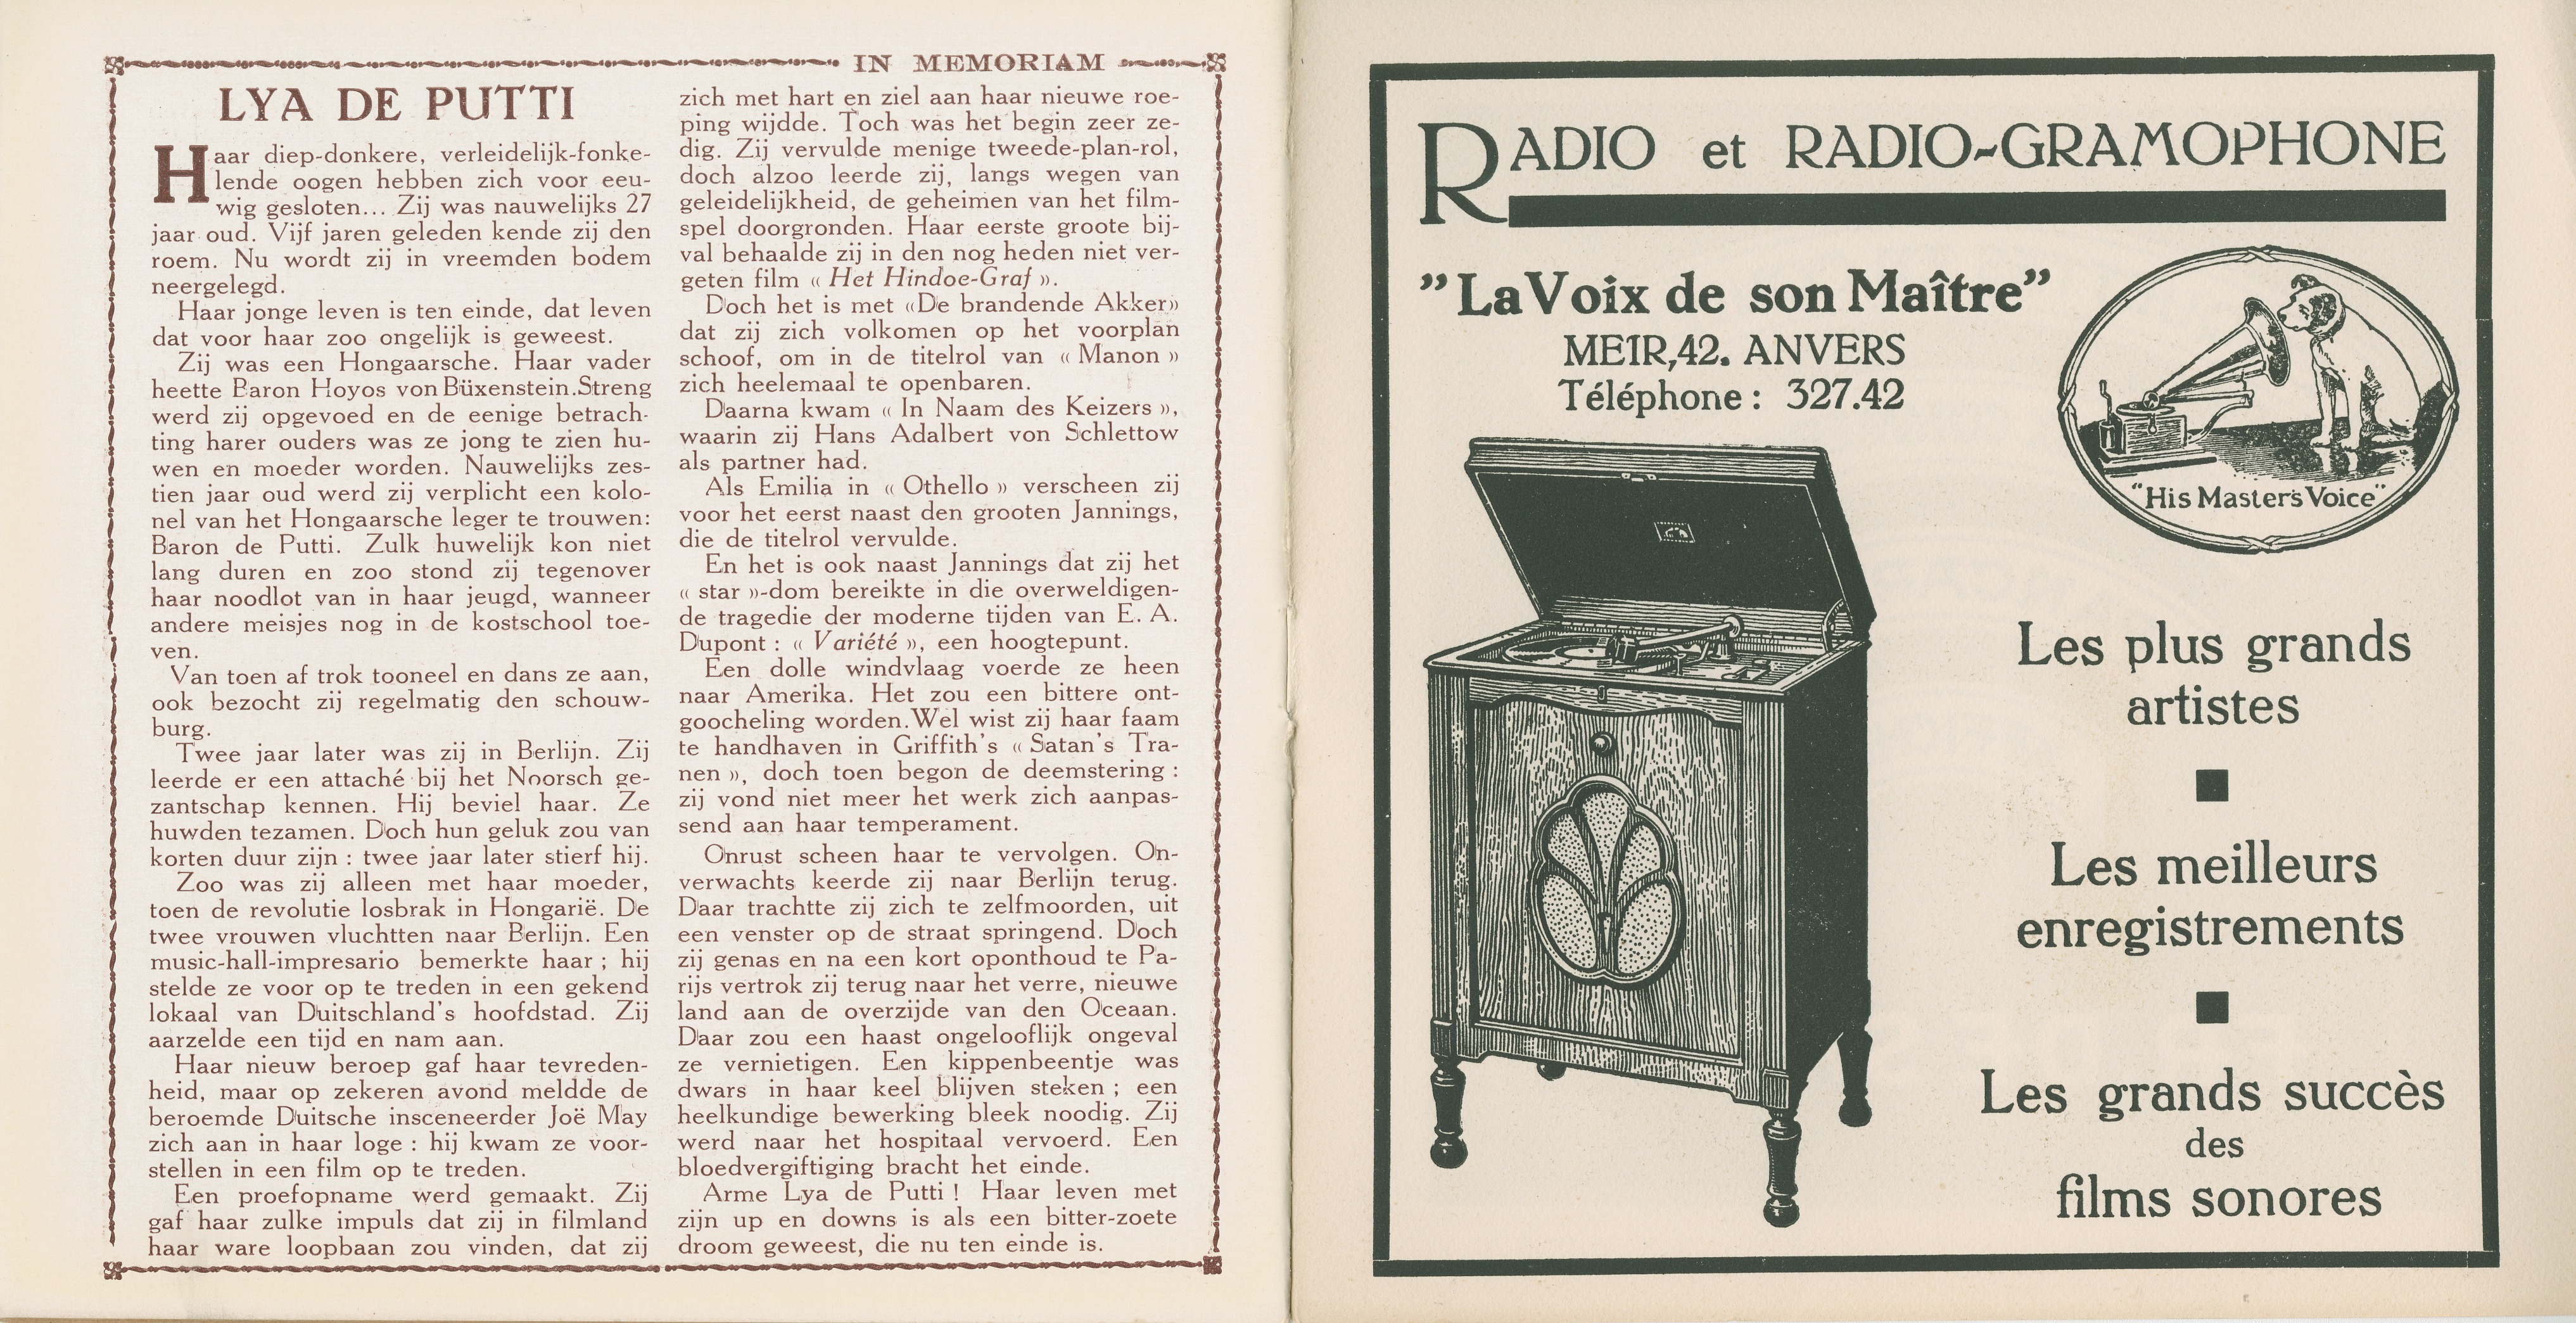 IN MEMORIAM
LYA DE PUTTI
Haar diep-donkere, verleidelijk-fonke-
lende oogen hebben zich voor eeu-
wig gesloten... Zij was nauwelijks 27
jaar oud. Vijf jaren geleden kende zij den
roem. Nu wordt zij in vreemden bodem
neergelegd.
Haar jonge leven is ten einde, dat leven
dat voor haar zoo ongelijk is geweest.
Zij was een Hongaarsche. Haar vader
heette Baron Hoyos von Büxenstein. Streng
werd zij opgevoed en de eenige betrach-
ting harer ouders was ze jong te zien hu-
wen en moeder worden. Nauwelijks zes-
tien jaar oud werd zij verplicht een kolo-
nel van het Hongaarsche leger te trouwen:
Baron de Putti. Zulk huwelijk kon niet
lang duren en zoo stond zij tegenover
haar noodlot van in haar jeugd, wanneer
andere meisjes nog in de kostschool toe-
ven.
Van toen af trok tooneel en dans ze aan,
ook bezocht zij regelmatig den schouw-
burg.
Twee jaar later was zij in Berlijn. Zij
leerde er een attaché bij het Noorsch ge-
zantschap kennen. Hij beviel haar. Ze
huwden tezamen. Doch hun geluk zou van
korten duur zijn : twee jaar later stierf hij.
Zoo was zij alleen met haar moeder,
toen de revolutie losbrak in Hongarië. De
twee vrouwen vluchtten naar Berlijn. Een
music-hall-impresario bemerkte haar ; hij
stelde ze voor op te treden in een gekend
lokaal van Duitschland's hoofdstad. Zij
aarzelde een tijd en nam aan.
Haar nieuw beroep gaf haar tevreden-
heid, maar op zekeren avond meldde de
beroemde Duitsche insceneerder Joë May
zich aan in haar loge : hij kwam ze voor-
stellen in een film op te treden.
Een proefopname werd gemaakt. Zij
gaf haar zulke impuls dat zij in filmland
haar ware loopbaan zou vinden, dat zij
zich met hart en ziel aan haar nieuwe roe-
ping wijdde. Toch was het begin zeer ze-
dig. Zij vervulde menige tweede-plan-rol,
doch alzoo leerde zij, langs wegen van
geleidelijkheid, de geheimen van het film-
spel doorgronden. Haar eerste groote bij-
val behaalde zij in den nog heden niet ver-
geten film « Het Hindoe-Graf ».
Doch het is met «De brandende Akker»
dat zij zich volkomen op het voorplan
schoof, om in de titelrol van « Manon »
zich heelemaal te openbaren.
Daarna kwam « In Naam des Keizers »,
waarin zij Hans Adalbert von Schlettow
als partner had.
Als Emilia in « Othello » verscheen zij
voor het eerst naast den grooten Jannings,
die de titelrol vervulde.
En het is ook naast Jannings dat zij het
« star »-dom bereikte in die overweldigen-
de tragedie der moderne tijden van E. A.
Dupont : « Variété », een hoogtepunt.
Een dolle windvlaag voerde ze heen
naar Amerika. Het zou een bittere ont-
goocheling worden. Wel wist zij haar faam
te handhaven in Griffith's « Satan's Tra-
nen », doch toen begon de deemstering :
zij vond niet meer het werk zich aanpas-
send aan haar temperament.
Onrust scheen haar te vervolgen. On-
verwachts keerde zij naar Berlijn terug.
Daar trachtte zij zich te zelfmoorden, uit
een venster op de straat springend. Doch
zij genas en na een kort oponthoud te Pa-
rijs vertrok zij terug naar het verre, nieuwe
land aan de overzijde van den Oceaan.
Daar zou een haast ongelooflijk ongeval
ze vernietigen. Een kippenbeentje was
dwars in haar keel blijven steken ; een
heelkundige bewerking bleek noodig. Zij
werd naar het hospitaal vervoerd. Een
bloedvergiftiging bracht het einde.
Arme Lya de Putti ! Haar leven met
zijn up en downs is als een bitter-zoete
droom geweest, die nu ten einde is.
RADIO et RADIO-GRAMOPHONE
"La Voix de son Maître"
MEIR, 42. ANVERS
Téléphone : 327.42
"His Master's Voice"
Les plus grands
artistes
Les meilleurs
enregistrements
Les grands succès
des
films sonores